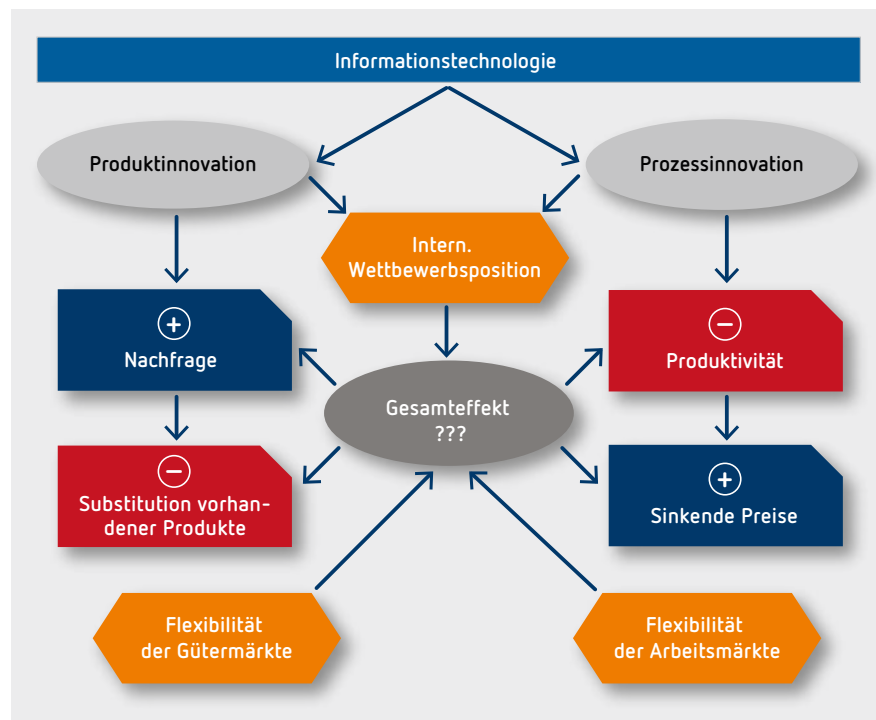 Informationstechnologie
Produktinnovation
Prozessinnovation
Intern.
Wettbewerbsposition
+
Nachfrage
−
Produktivität
Gesamteffekt
???
−
Substitution vorhan-
dener Produkte
+
Sinkende Preise
Flexibilität
der Gütermärkte
Flexibilität
der Arbeitsmärkte